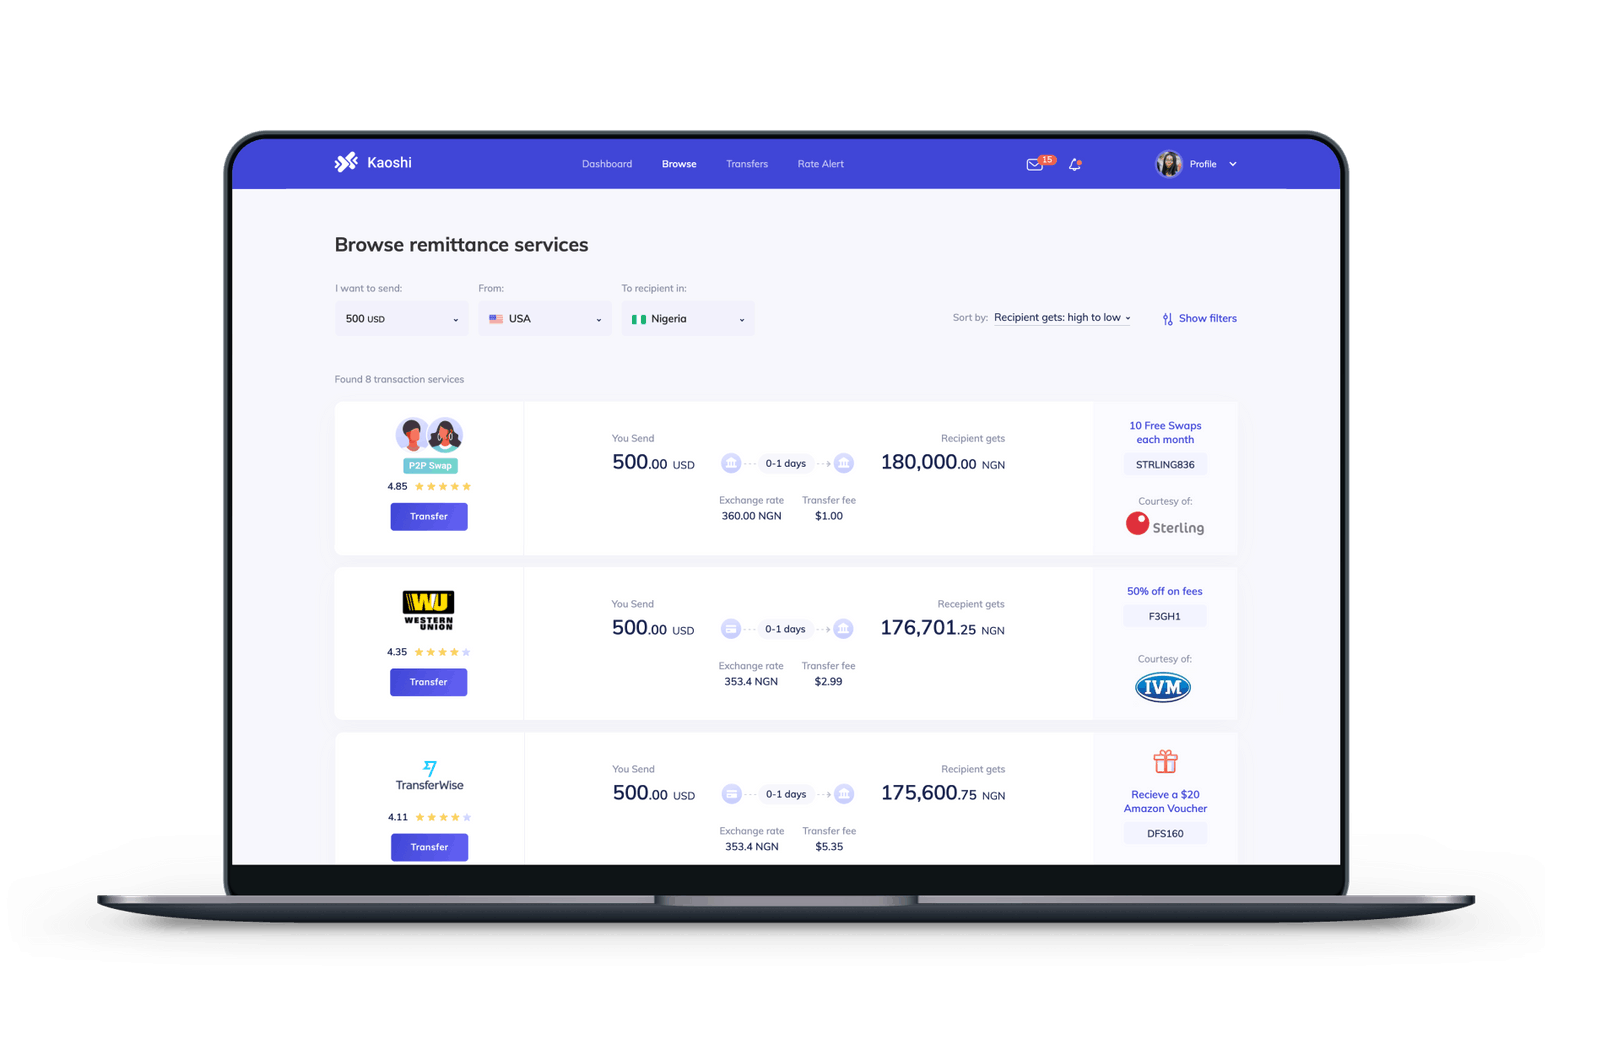 Kaoshi
Dashboard Browse Transfers Rate Alert 15 Profile
Browse remittance services
I want to send: From: To recipient in:
500 USD USA Nigeria Sort by: Recipient gets: high to low Show filters
Found 8 transaction services
P2P Swap
4.85
Transfer
You Send Recipient gets
500.00 USD 0-1 days 180,000.00 NGN
Exchange rate Transfer fee
360.00 NGN $1.00
10 Free Swaps
each month
STRLING836
Courtesy of:
Sterling
WU
WESTERN
UNION
4.35
Transfer
You Send Recepient gets
500.00 USD 0-1 days 176,701.25 NGN
Exchange rate Transfer fee
353.4 NGN $2.99
50% off on fees
F3GH1
Courtesy of:
IVM
TransferWise
4.11
Transfer
You Send Recipient gets
500.00 USD 0-1 days 175,600.75 NGN
Exchange rate Transfer fee
353.4 NGN $5.35
Recieve a $20
Amazon Voucher
DFS160